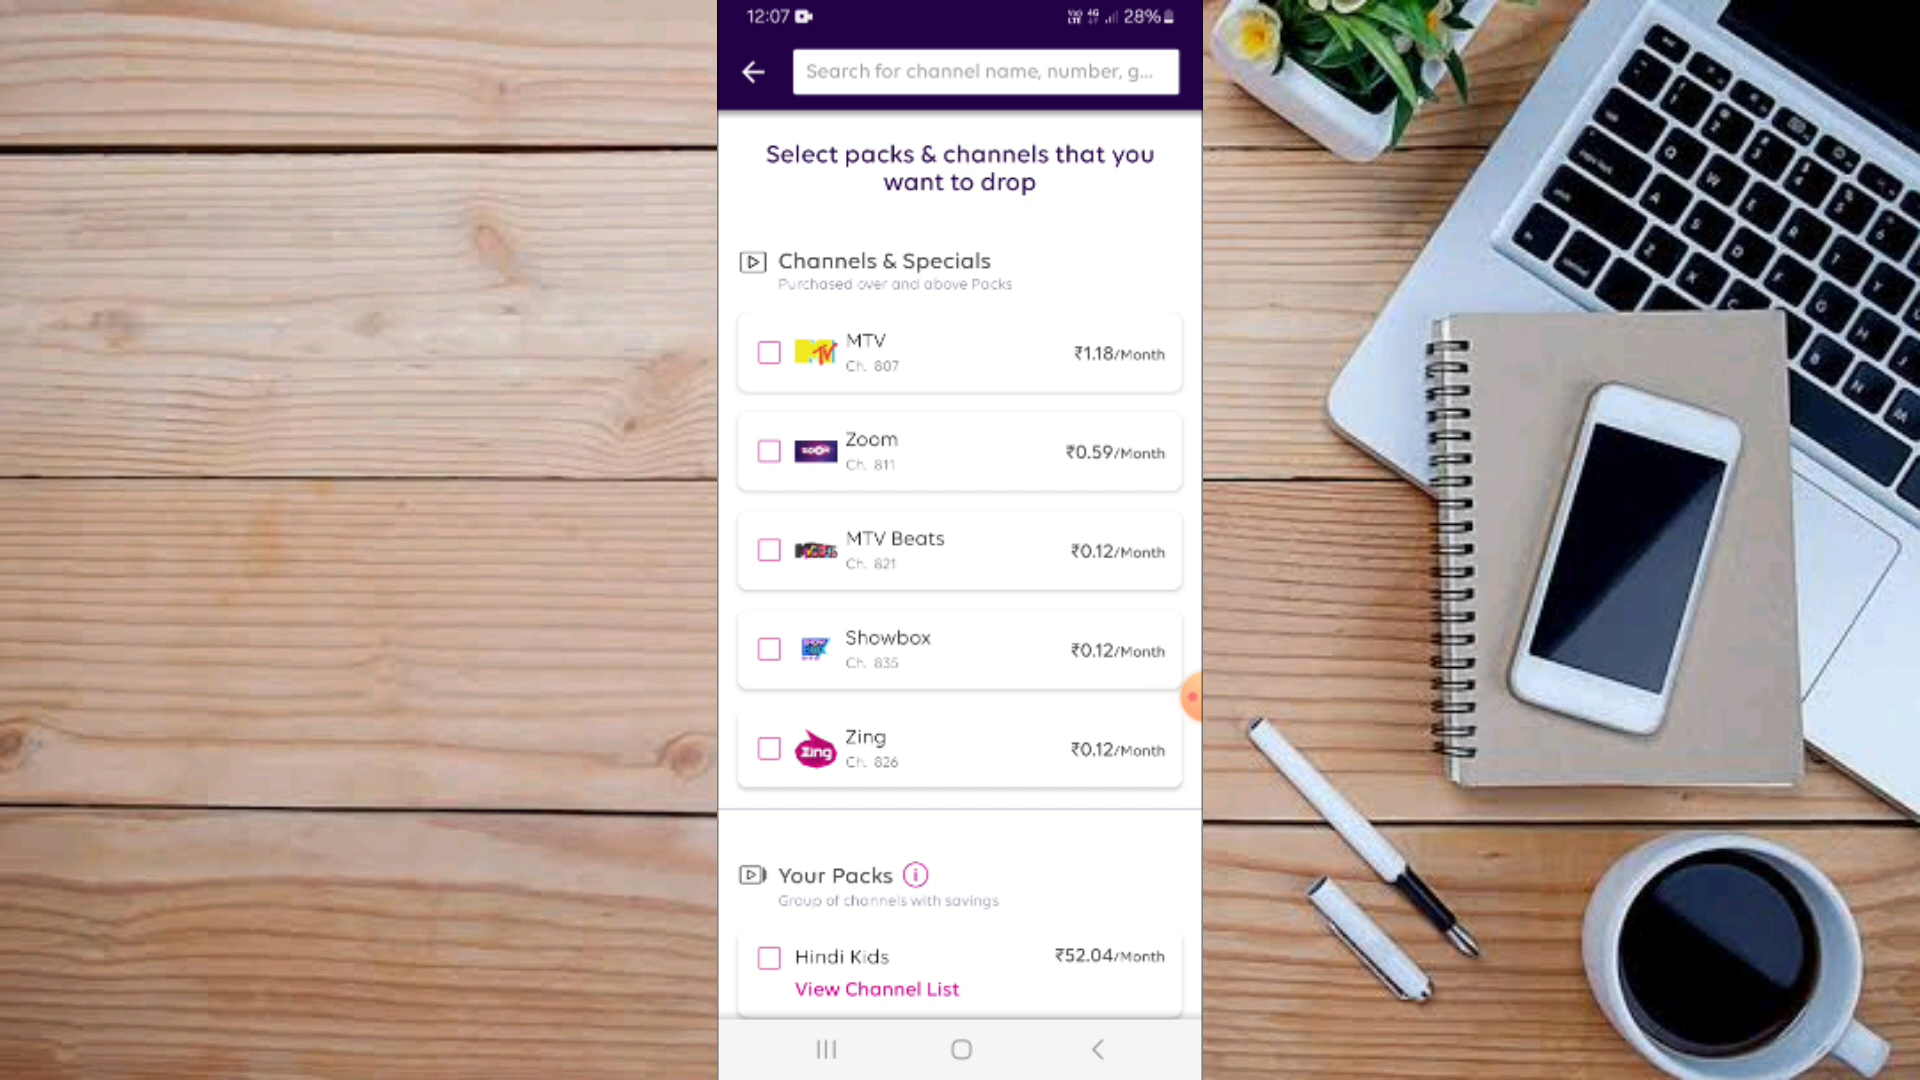 12:07 28%
Search for channel name, number, g...
Select packs & channels that you
want to drop
Channels & Specials
Purchased over and above Packs
MTV
Ch. 807
₹1.18/Month
Zoom
Ch. 811
₹0.59/Month
MTV Beats
Ch. 821
₹0.12/Month
Showbox
Ch. 835
₹0.12/Month
Zing
Zing
Ch. 826
₹0.12/Month
Your Packs
Group of channels with savings
Hindi Kids
₹52.04/Month
View Channel List